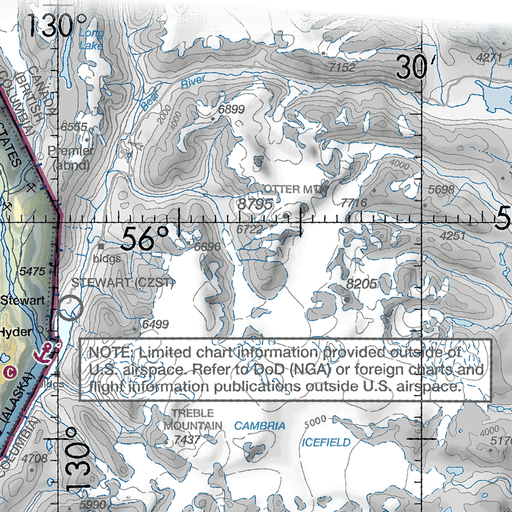 130°
Long
Lake
7152
4271
30′
Bear River
2000
4000
6899
CANADA
(BRITISH
COLUMBIA)
6555
Premier
(abnd)
4000
OTTER MTN
8795
7716
5698
56°
6722
4251
5
bldgs
6696
5475
STEWART (CZST)
8205
Stewart
6499
Hyder
NOTE: Limited chart information provided outside of
U.S. airspace. Refer to DoD (NGA) or foreign charts and
flight information publications outside U.S. airspace.
C
(ALASKA)
TREBLE
MOUNTAIN
7437
CAMBRIA
ICEFIELD
5000
4000
5170
130°
4708
5990